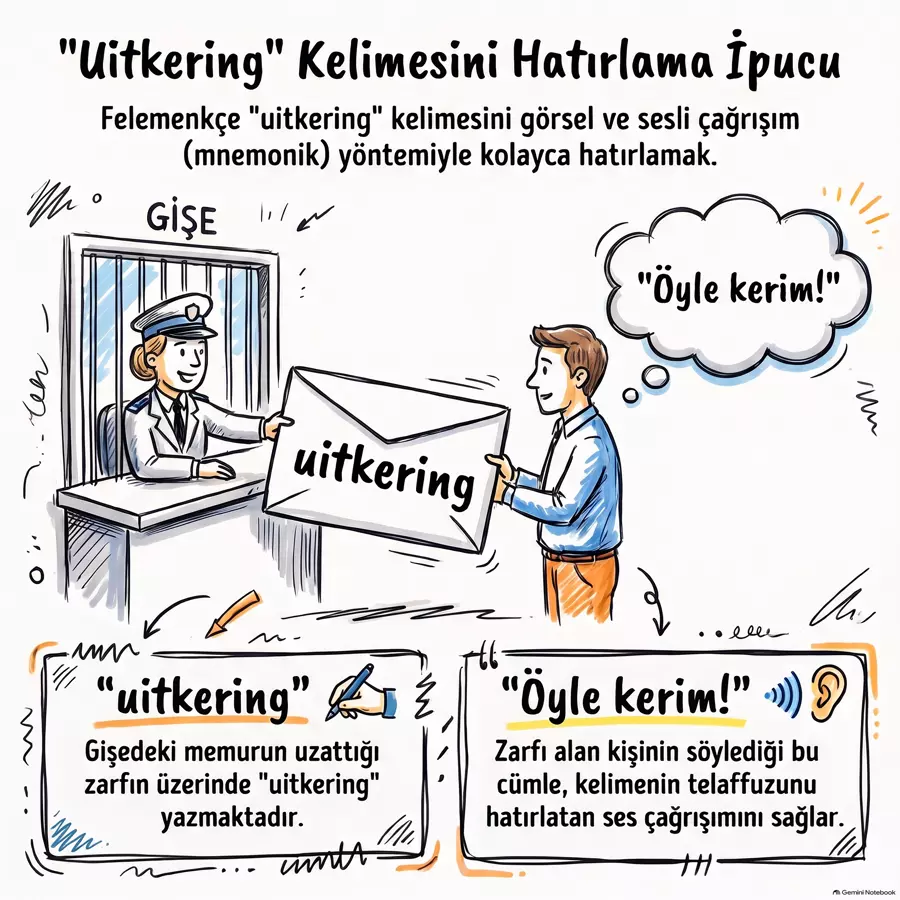 "Uitkering" Kelimesini Hatırlama İpucu
Felemenkçe "uitkering" kelimesini görsel ve sesli çağrışım
(mnemonik) yöntemiyle kolayca hatırlamak.
GİŞE
"Öyle kerim!"
uitkering
"uitkering"
Gişedeki memurun uzattığı
zarfın üzerinde "uitkering"
yazmaktadır.
"Öyle kerim!"
Zarfı alan kişinin söylediği bu
cümle, kelimenin telaffuzunu
hatırlatan ses çağrışımını sağlar.
Gemini Notebook